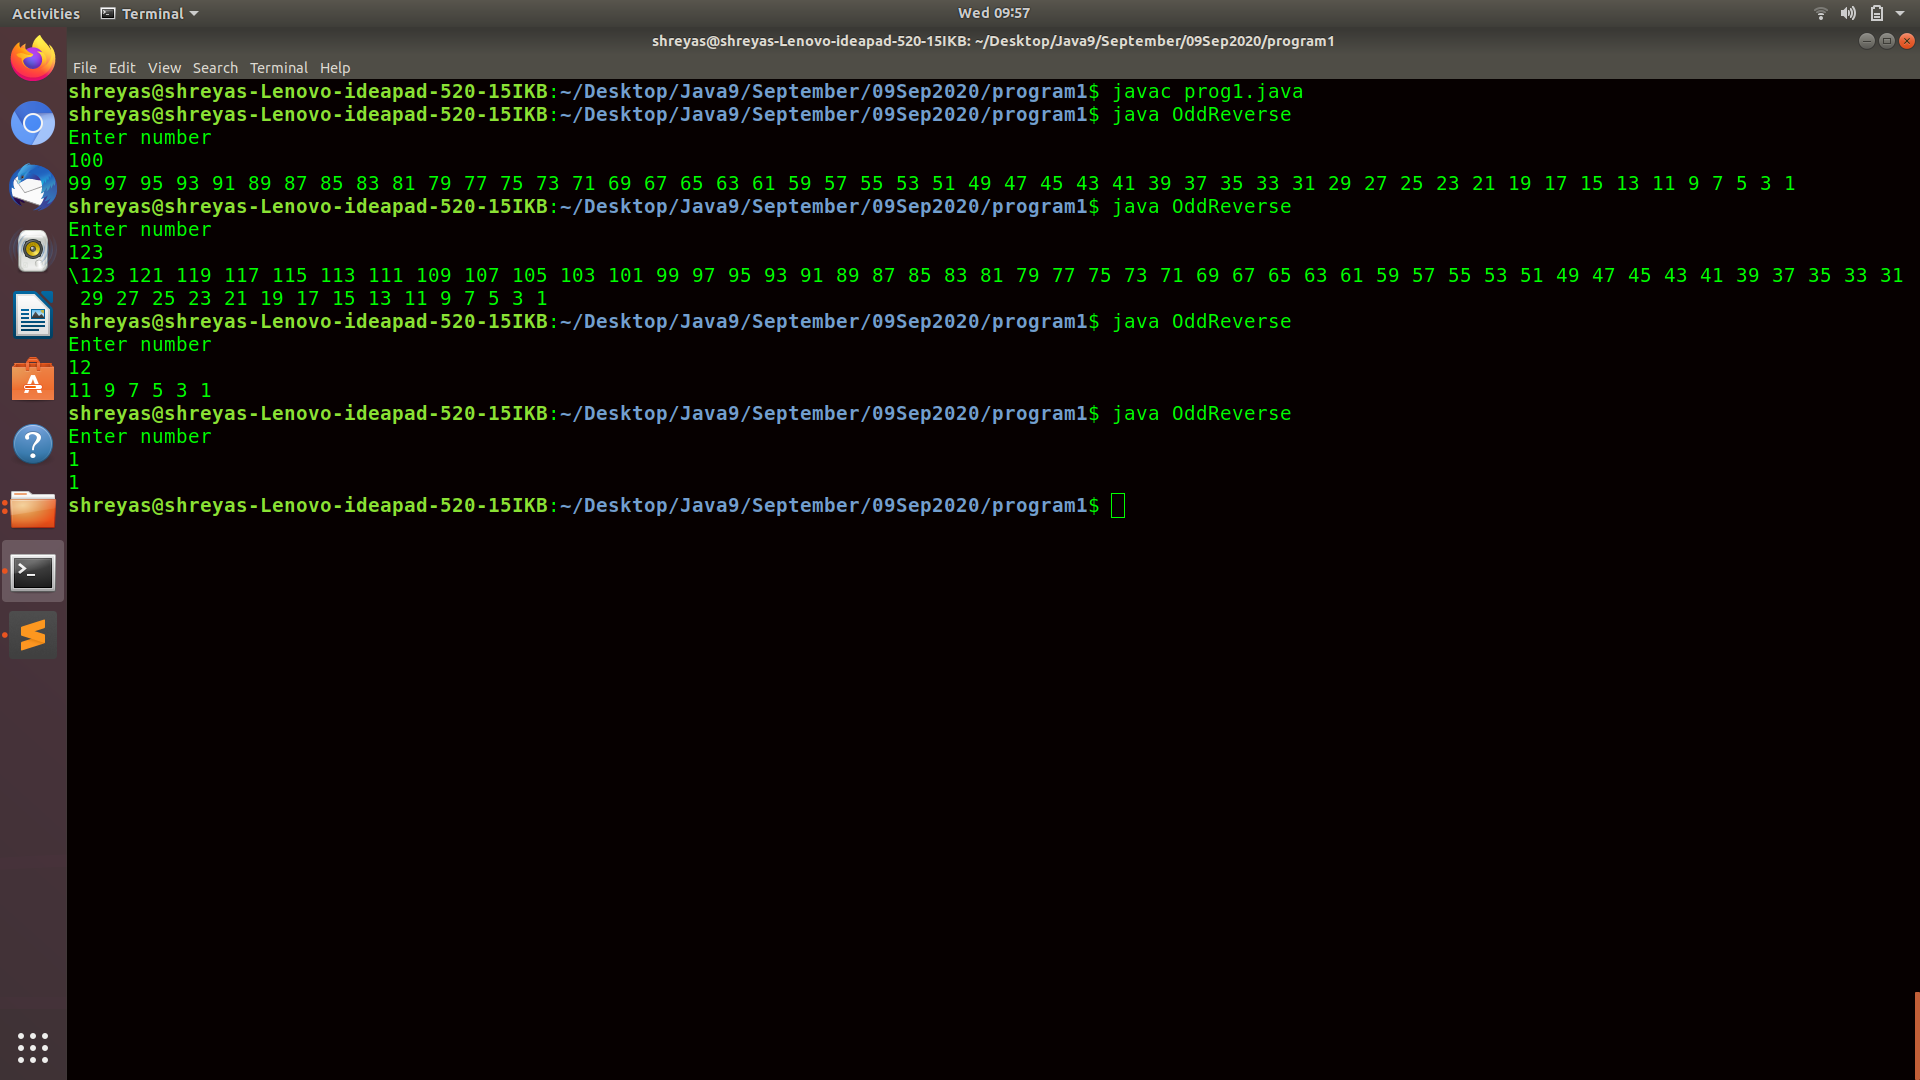 Activities Terminal Wed 09:57
shreyas@shreyas-Lenovo-ideapad-520-15IKB: ~/Desktop/Java9/September/09Sep2020/program1
File Edit View Search Terminal Help
shreyas@shreyas-Lenovo-ideapad-520-15IKB:~/Desktop/Java9/September/09Sep2020/program1$ javac prog1.java
shreyas@shreyas-Lenovo-ideapad-520-15IKB:~/Desktop/Java9/September/09Sep2020/program1$ java OddReverse
Enter number
100
99 97 95 93 91 89 87 85 83 81 79 77 75 73 71 69 67 65 63 61 59 57 55 53 51 49 47 45 43 41 39 37 35 33 31 29 27 25 23 21 19 17 15 13 11 9 7 5 3 1
shreyas@shreyas-Lenovo-ideapad-520-15IKB:~/Desktop/Java9/September/09Sep2020/program1$ java OddReverse
Enter number
123
\123 121 119 117 115 113 111 109 107 105 103 101 99 97 95 93 91 89 87 85 83 81 79 77 75 73 71 69 67 65 63 61 59 57 55 53 51 49 47 45 43 41 39 37 35 33 31
 29 27 25 23 21 19 17 15 13 11 9 7 5 3 1
shreyas@shreyas-Lenovo-ideapad-520-15IKB:~/Desktop/Java9/September/09Sep2020/program1$ java OddReverse
Enter number
12
11 9 7 5 3 1
shreyas@shreyas-Lenovo-ideapad-520-15IKB:~/Desktop/Java9/September/09Sep2020/program1$ java OddReverse
Enter number
1
1
shreyas@shreyas-Lenovo-ideapad-520-15IKB:~/Desktop/Java9/September/09Sep2020/program1$